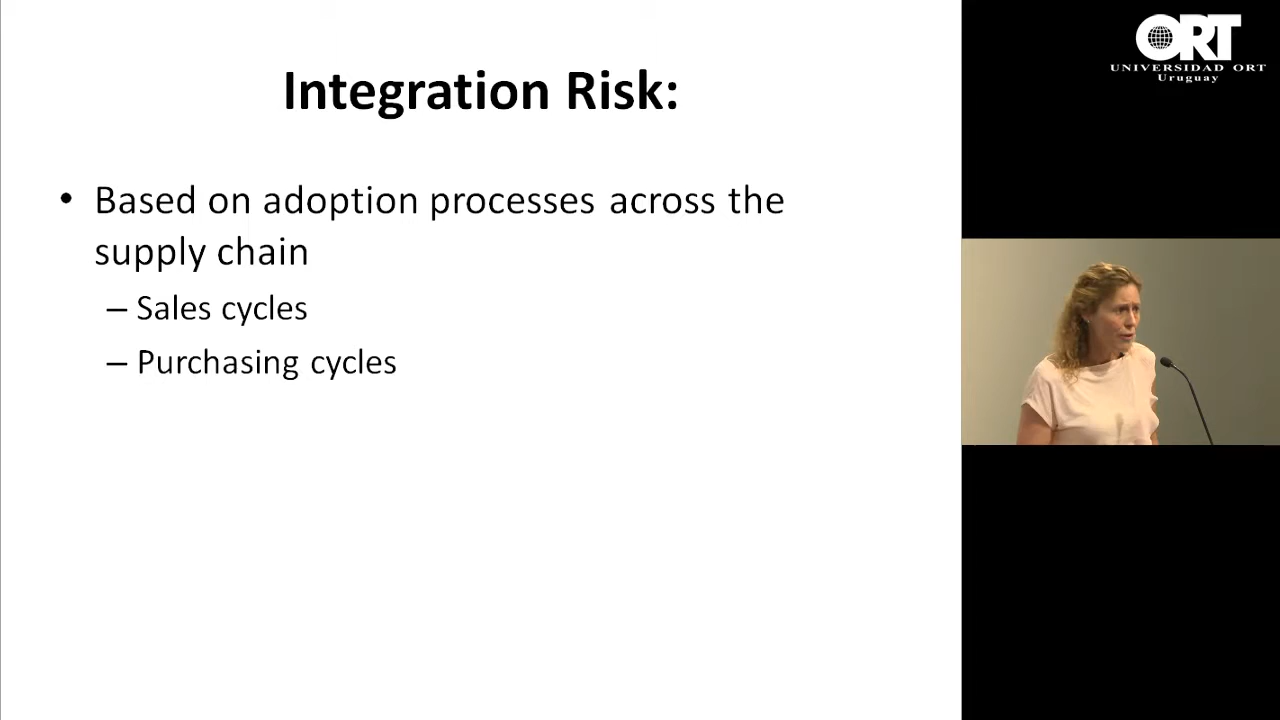 Integration Risk:
• Based on adoption processes across the
supply chain
– Sales cycles
– Purchasing cycles
ORT
UNIVERSIDAD ORT
Uruguay